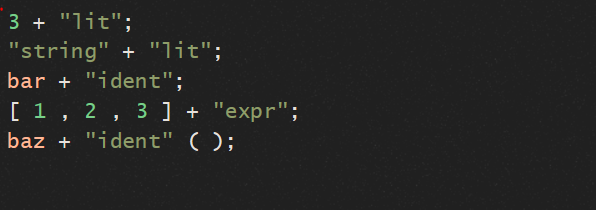 3 + "lit";
"string" + "lit";
bar + "ident";
[ 1 , 2 , 3 ] + "expr";
baz + "ident" ( );